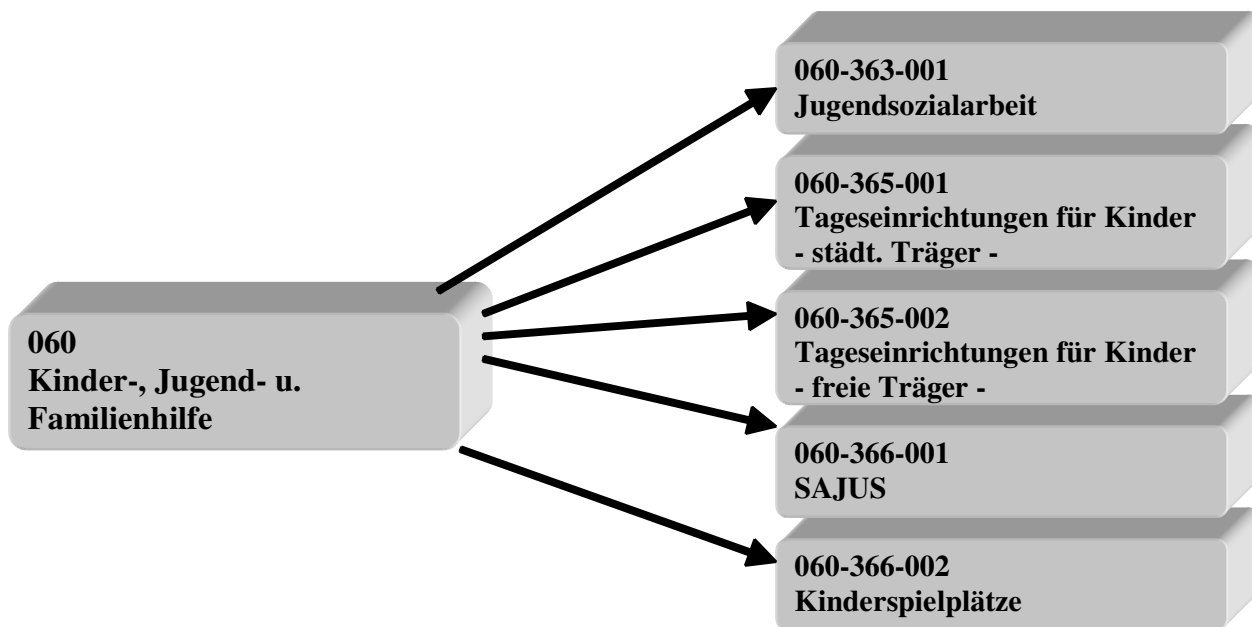 060
Kinder-, Jugend- u.
Familienhilfe
060-363-001
Jugendsozialarbeit
060-365-001
Tageseinrichtungen für Kinder
- städt. Träger -
060-365-002
Tageseinrichtungen für Kinder
- freie Träger -
060-366-001
SAJUS
060-366-002
Kinderspielplätze